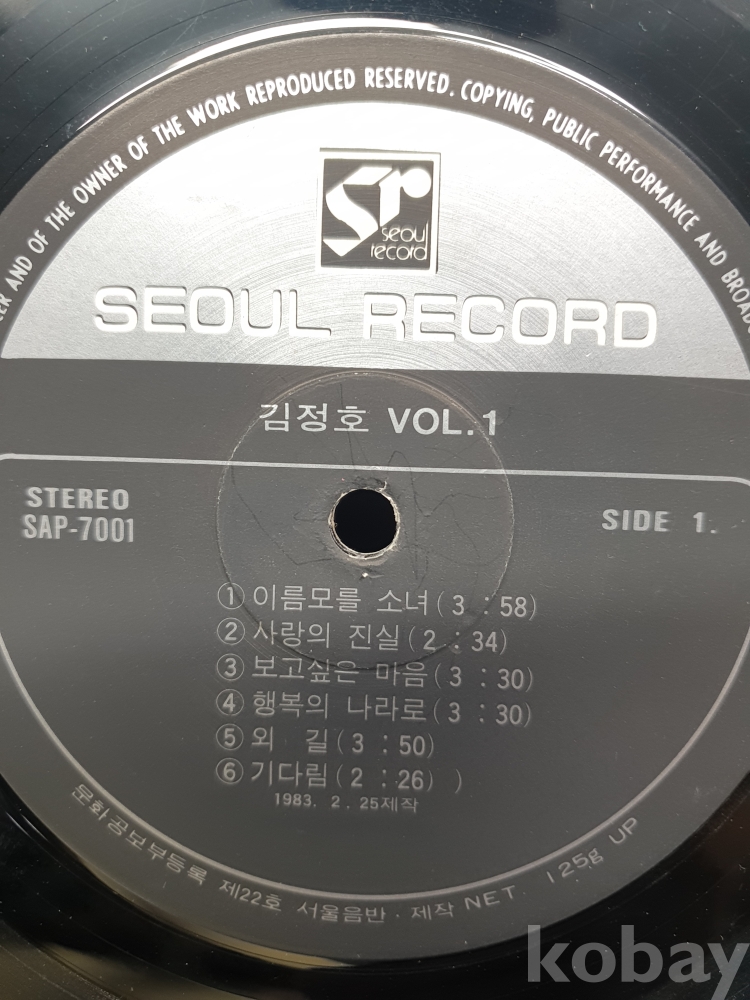 AND OF THE OWNER OF THE WORK REPRODUCED RESERVED. COPYING, PUBLIC PERFORMANCE AND
sr
seoul
record
SEOUL RECORD
김정호 VOL.1
STEREO
SAP-7001
SIDE 1.
① 이름모를 소녀(3 : 58)
② 사랑의 진실(2 : 34)
③ 보고싶은 마음(3 : 30)
④ 행복의 나라로(3 : 30)
⑤ 외 길(3 : 50)
⑥ 기다림(2 : 26) )
1983. 2. 25제작
문화공보부등록 제22호 서울음반·제작 NET. 125g UP
kobay